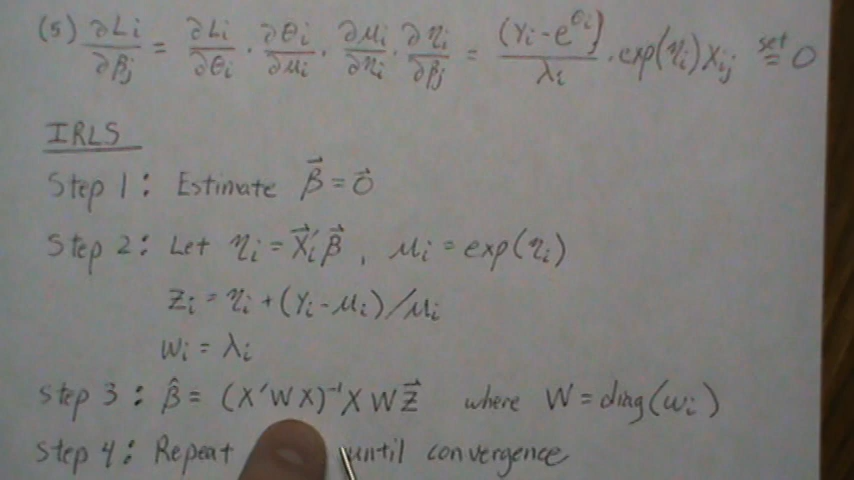 (5) ∂Li/∂βj = ∂Li/∂θi · ∂θi/∂μi · ∂μi/∂ηi · ∂ηi/∂βj = (Yi - e^θi)/λi · exp(ηi) Xij set= 0
IRLS
Step 1: Estimate β⃗ = 0⃗
Step 2: Let ηi = X⃗i'β⃗, μi = exp(ηi)
Zi = ηi + (Yi - μi)/μi
wi = λi
Step 3: β̂ = (X'WX)⁻¹ X W Z⃗ where W = diag(wi)
Step 4: Repeat until convergence